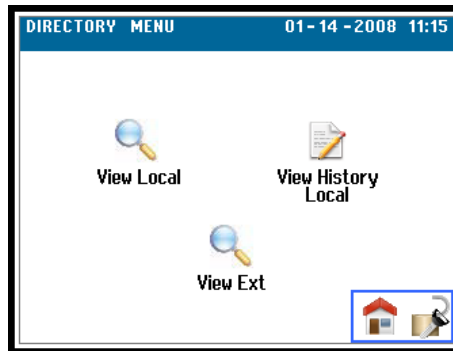 DIRECTORY MENU 01-14-2008 11:15
View Local
View History
Local
View Ext